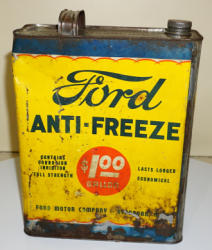 Ford
ANTI-FREEZE
CONTAINS
CORROSION
INHIBITOR
FULL STRENGTH
$1.00
LASTS LONGER
ECONOMICAL
FORD MOTOR COMPANY